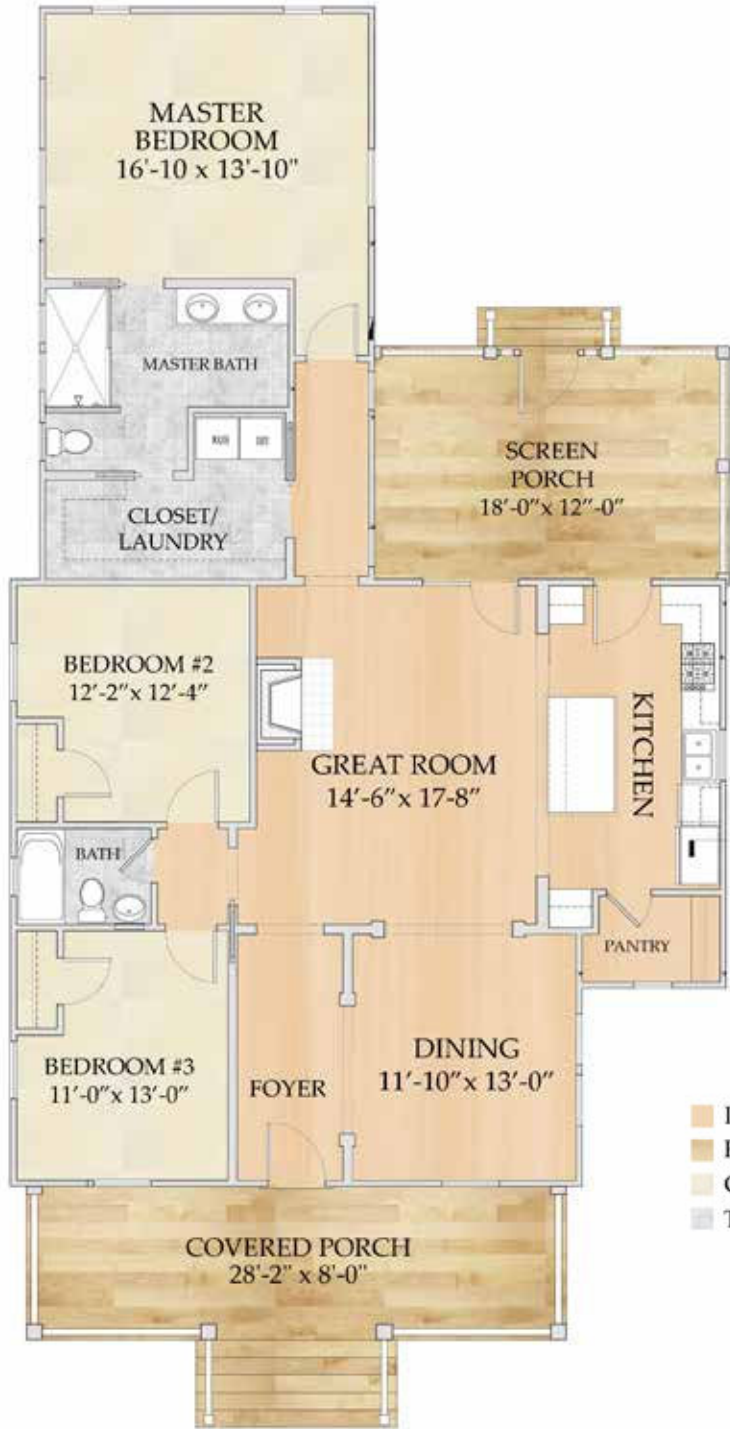 MASTER
BEDROOM
16'-10 x 13'-10"
MASTER BATH
SCREEN
PORCH
18'-0" x 12"-0"
CLOSET/
LAUNDRY
BEDROOM #2
12'-2" x 12'-4"
KITCHEN
GREAT ROOM
14'-6" x 17-8"
BATH
PANTRY
DINING
11'-10" x 13'-0"
BEDROOM #3
11'-0" x 13'-0"
FOYER
COVERED PORCH
28'-2" x 8'-0"